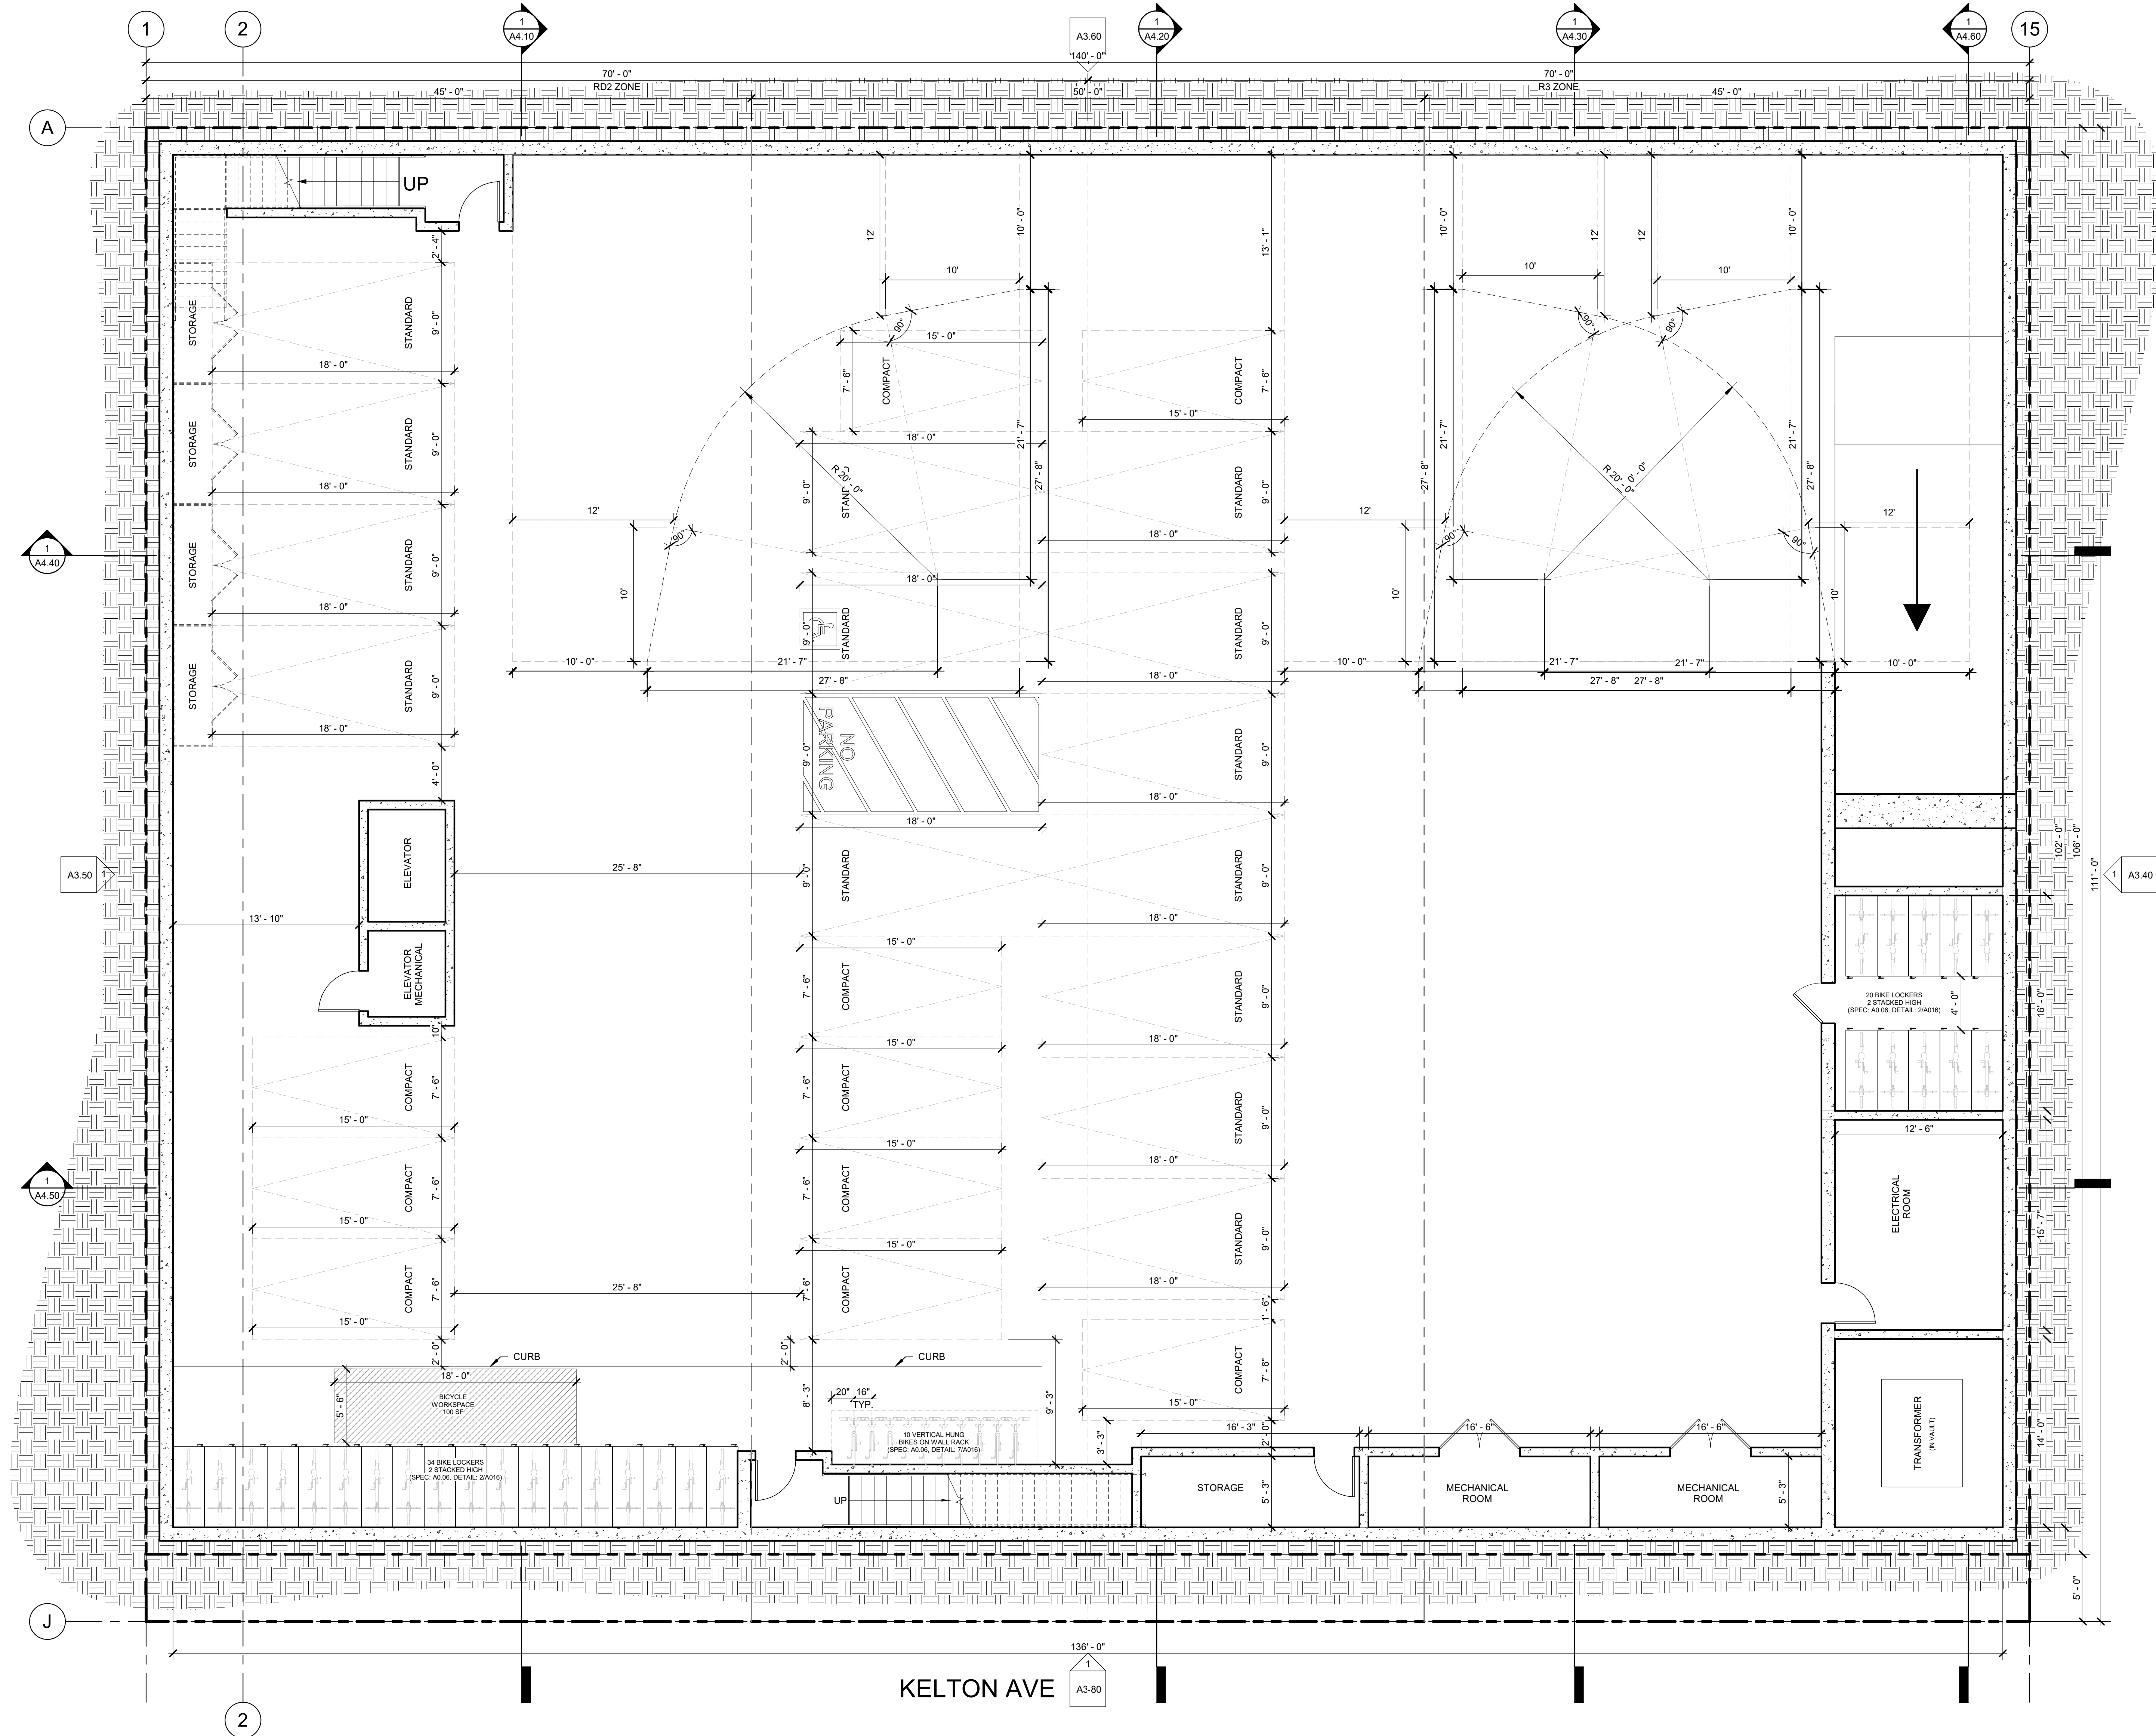 1
2
1
A4.10
A3.60
1
A4.20
1
A4.30
1
A4.60
15
140' - 0"
70' - 0"
70' - 0"
RD2 ZONE
R3 ZONE
45' - 0"
50' - 0"
45' - 0"
A
UP
2' - 4"
12'
10' - 0"
13' - 1"
10' - 0"
12'
12'
10' - 0"
10'
10'
10'
STORAGE
STANDARD
9' - 0"
90°
90°
90°
15' - 0"
COMPACT
7' - 6"
COMPACT
7' - 6"
18' - 0"
15' - 0"
STORAGE
STANDARD
9' - 0"
18' - 0"
21' - 7"
27' - 8"
R 20' - 0"
9' - 0"
STANDARD
9' - 0"
27' - 8"
21' - 7"
R 20' - 0"
21' - 7"
27' - 8"
18' - 0"
12'
12'
12'
90°
18' - 0"
90°
90°
1
A4.40
STORAGE
STANDARD
9' - 0"
18' - 0"
10'
18' - 0"
10'
10'
STORAGE
STANDARD
9' - 0"
9' - 0"
STANDARD
STANDARD
9' - 0"
10' - 0"
21' - 7"
10' - 0"
21' - 7"
21' - 7"
10' - 0"
18' - 0"
27' - 8"
27' - 8"
27' - 8"
18' - 0"
NO
PARKING
9' - 0"
STANDARD
9' - 0"
4' - 0"
18' - 0"
18' - 0"
102' - 0"
106' - 0"
111' - 0"
A3.50
1
ELEVATOR
25' - 8"
9' - 0"
STANDARD
STANDARD
9' - 0"
1
A3.40
13' - 10"
18' - 0"
ELEVATOR
MECHANICAL
15' - 0"
7' - 6"
COMPACT
STANDARD
9' - 0"
20 BIKE LOCKERS
2 STACKED HIGH
(SPEC: A0.06, DETAIL: 2/A016)
4' - 0"
16' - 0"
10"
15' - 0"
18' - 0"
COMPACT
7' - 6"
7' - 6"
COMPACT
STANDARD
9' - 0"
15' - 0"
15' - 0"
18' - 0"
12' - 6"
1
A4.50
COMPACT
7' - 6"
7' - 6"
COMPACT
STANDARD
9' - 0"
ELECTRICAL
ROOM
15' - 7"
15' - 0"
15' - 0"
18' - 0"
COMPACT
7' - 6"
25' - 8"
7' - 6"
COMPACT
1' - 6"
15' - 0"
2' - 0"
CURB
2' - 0"
CURB
COMPACT
7' - 6"
18' - 0"
5' - 6"
BICYCLE
WORKSPACE
100 SF
8' - 3"
20"
16"
TYP.
9' - 3"
15' - 0"
TRANSFORMER
(IN VAULT)
14' - 0"
10 VERTICAL HUNG
BIKES ON WALL RACK
(SPEC: A0.06, DETAIL: 7/A016)
3' - 3"
16' - 3"
2' - 0"
16' - 6"
16' - 6"
34 BIKE LOCKERS
2 STACKED HIGH
(SPEC: A0.06, DETAIL: 2/A016)
UP
STORAGE
5' - 3"
MECHANICAL
ROOM
MECHANICAL
ROOM
5' - 3"
5' - 0"
J
136' - 0"
KELTON AVE
1
A3-80
2